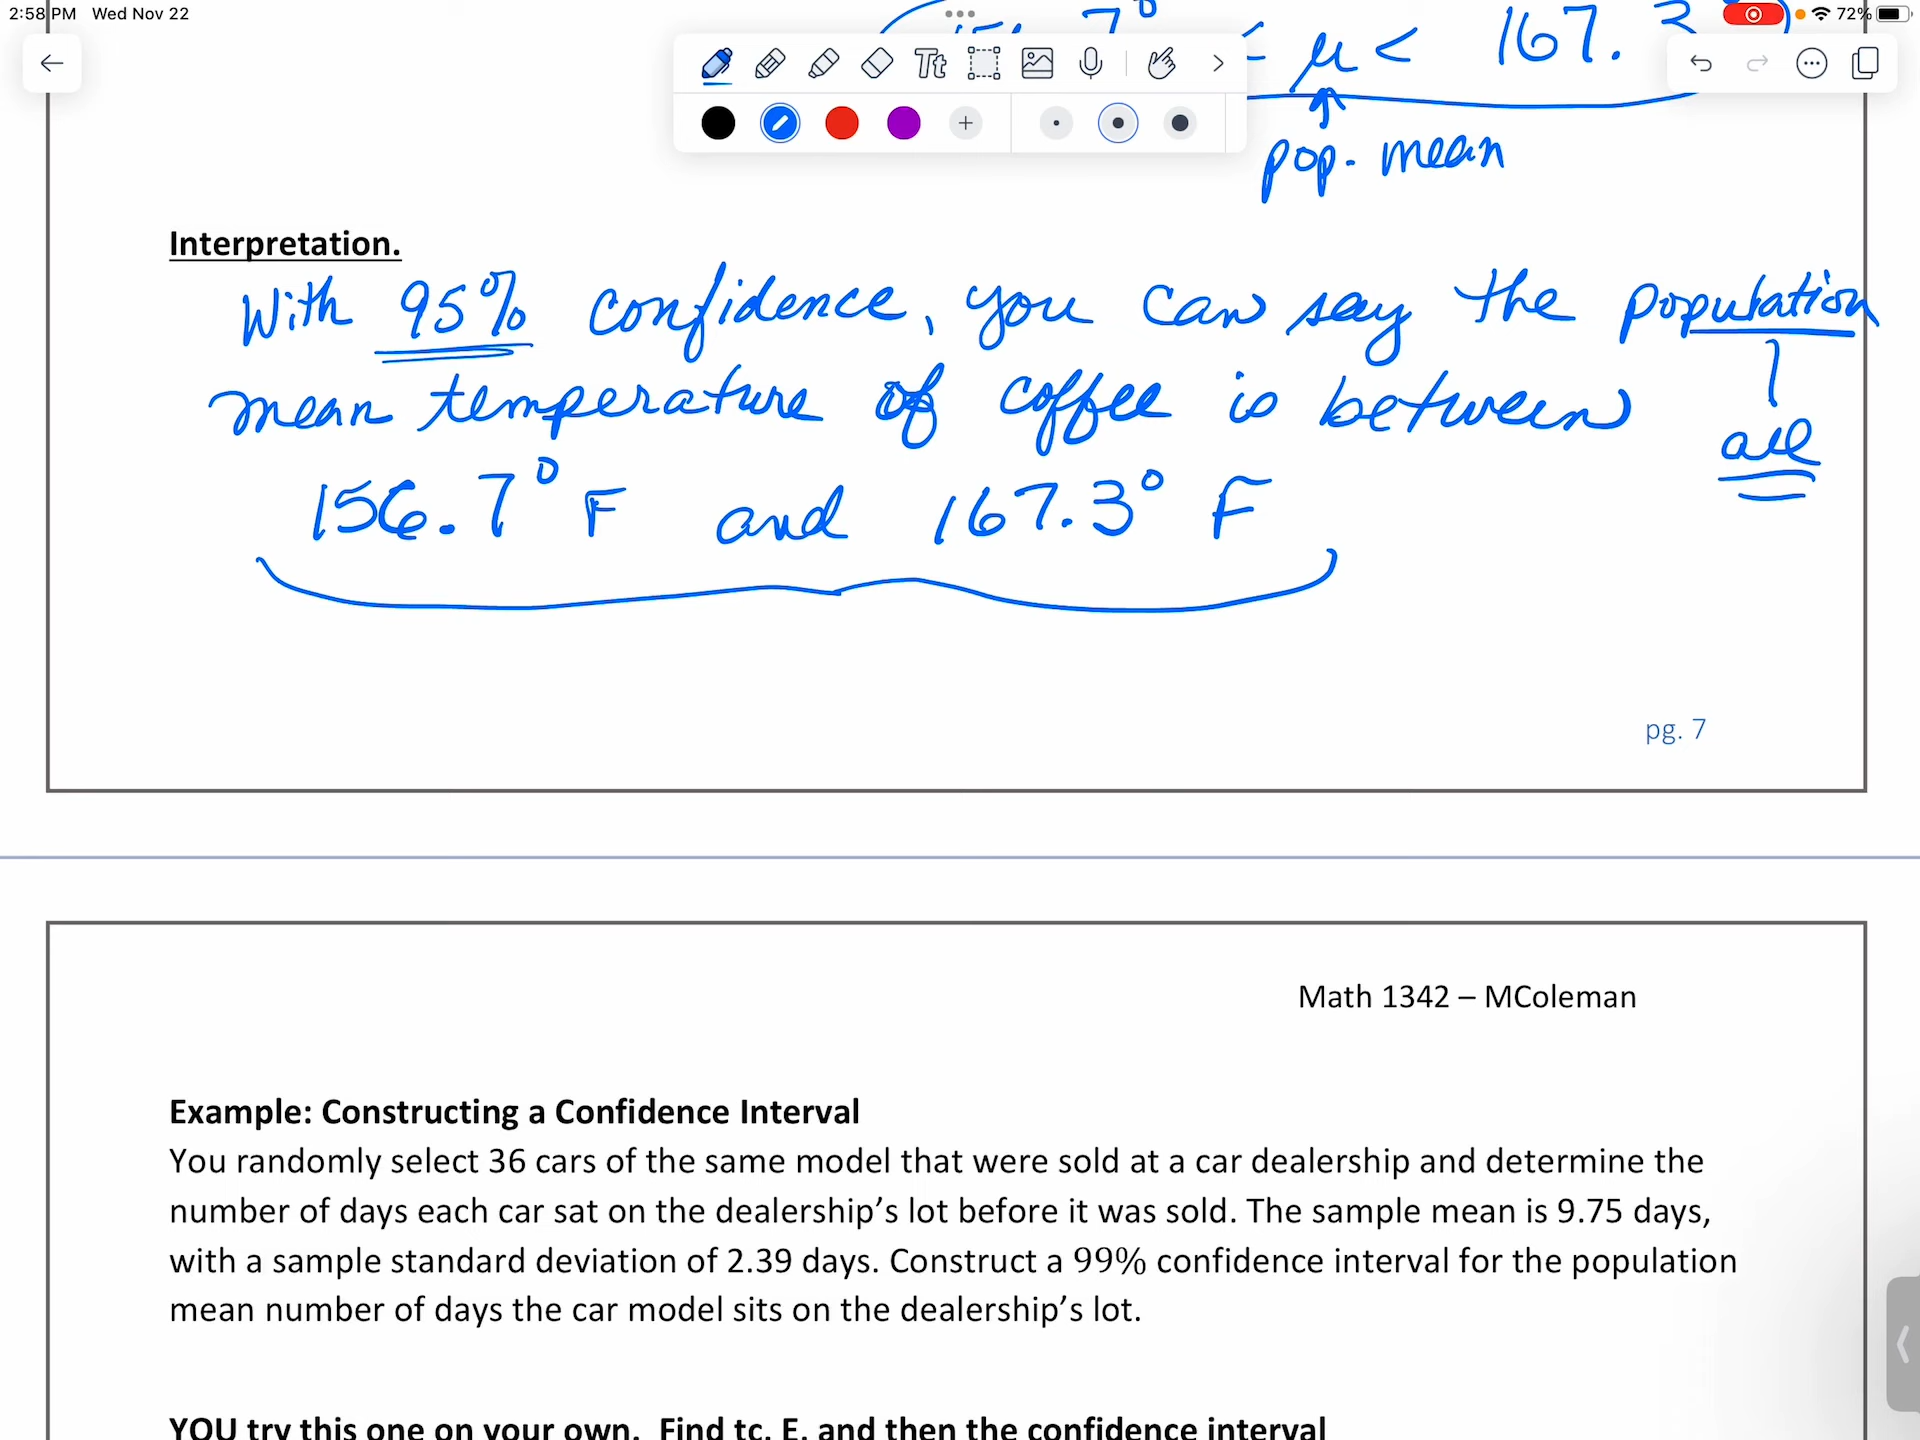 2:58 PM Wed Nov 22
72%
< μ < 167.3
Tt
pop. mean
Interpretation.
With 95% confidence, you can say the population
mean temperature of coffee is between
all
156.7° F and 167.3° F
pg. 7
Math 1342 – MColeman
Example: Constructing a Confidence Interval
You randomly select 36 cars of the same model that were sold at a car dealership and determine the
number of days each car sat on the dealership’s lot before it was sold. The sample mean is 9.75 days,
with a sample standard deviation of 2.39 days. Construct a 99% confidence interval for the population
mean number of days the car model sits on the dealership’s lot.
YOU try this one on your own. Find tc, E, and then the confidence interval